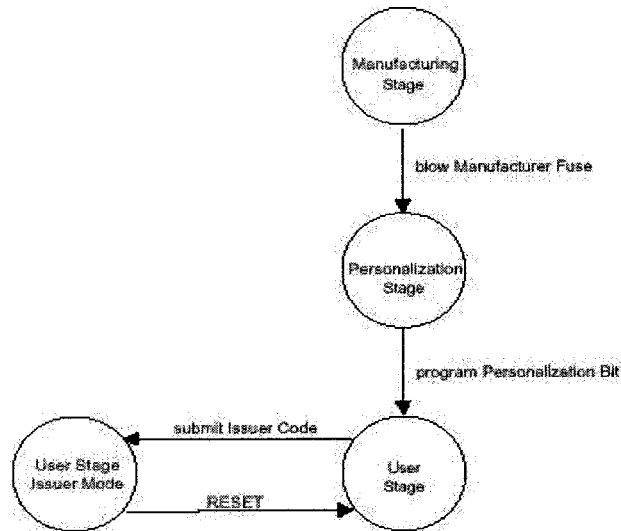 Manufacturing
Stage
blow Manufacturer Fuse
Personalization
Stage
program Personalization Bit
submit Issuer Code
User Stage
Issuer Mode
User
Stage
RESET